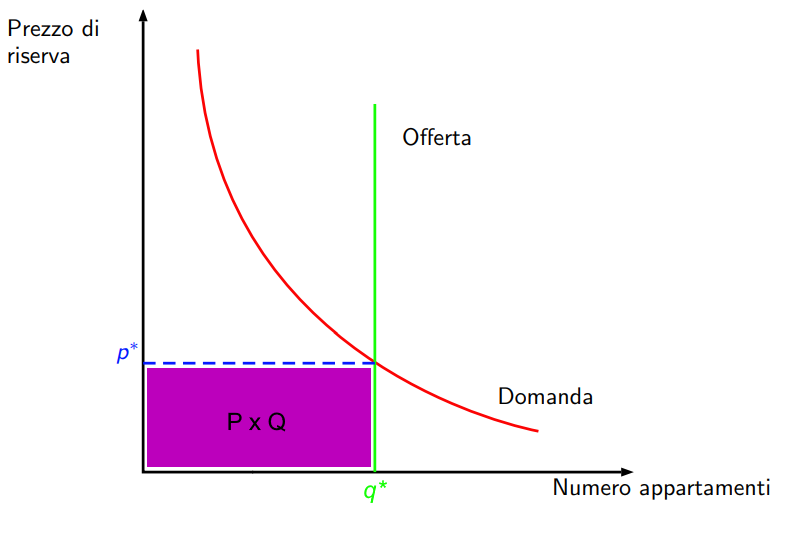 Prezzo di
riserva
Offerta
p*
Domanda
P x Q
q*
Numero appartamenti